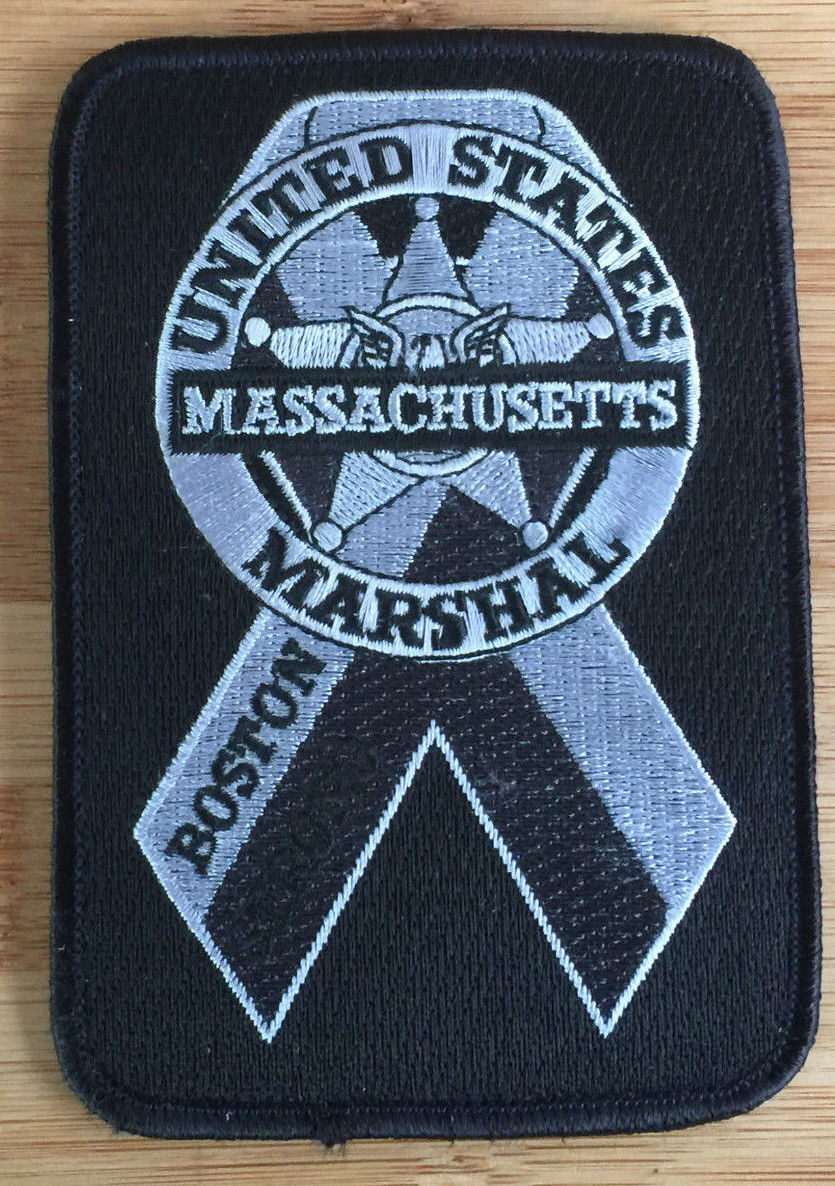 UNITED STATES
MASSACHUSETTS
MARSHAL
BOSTON